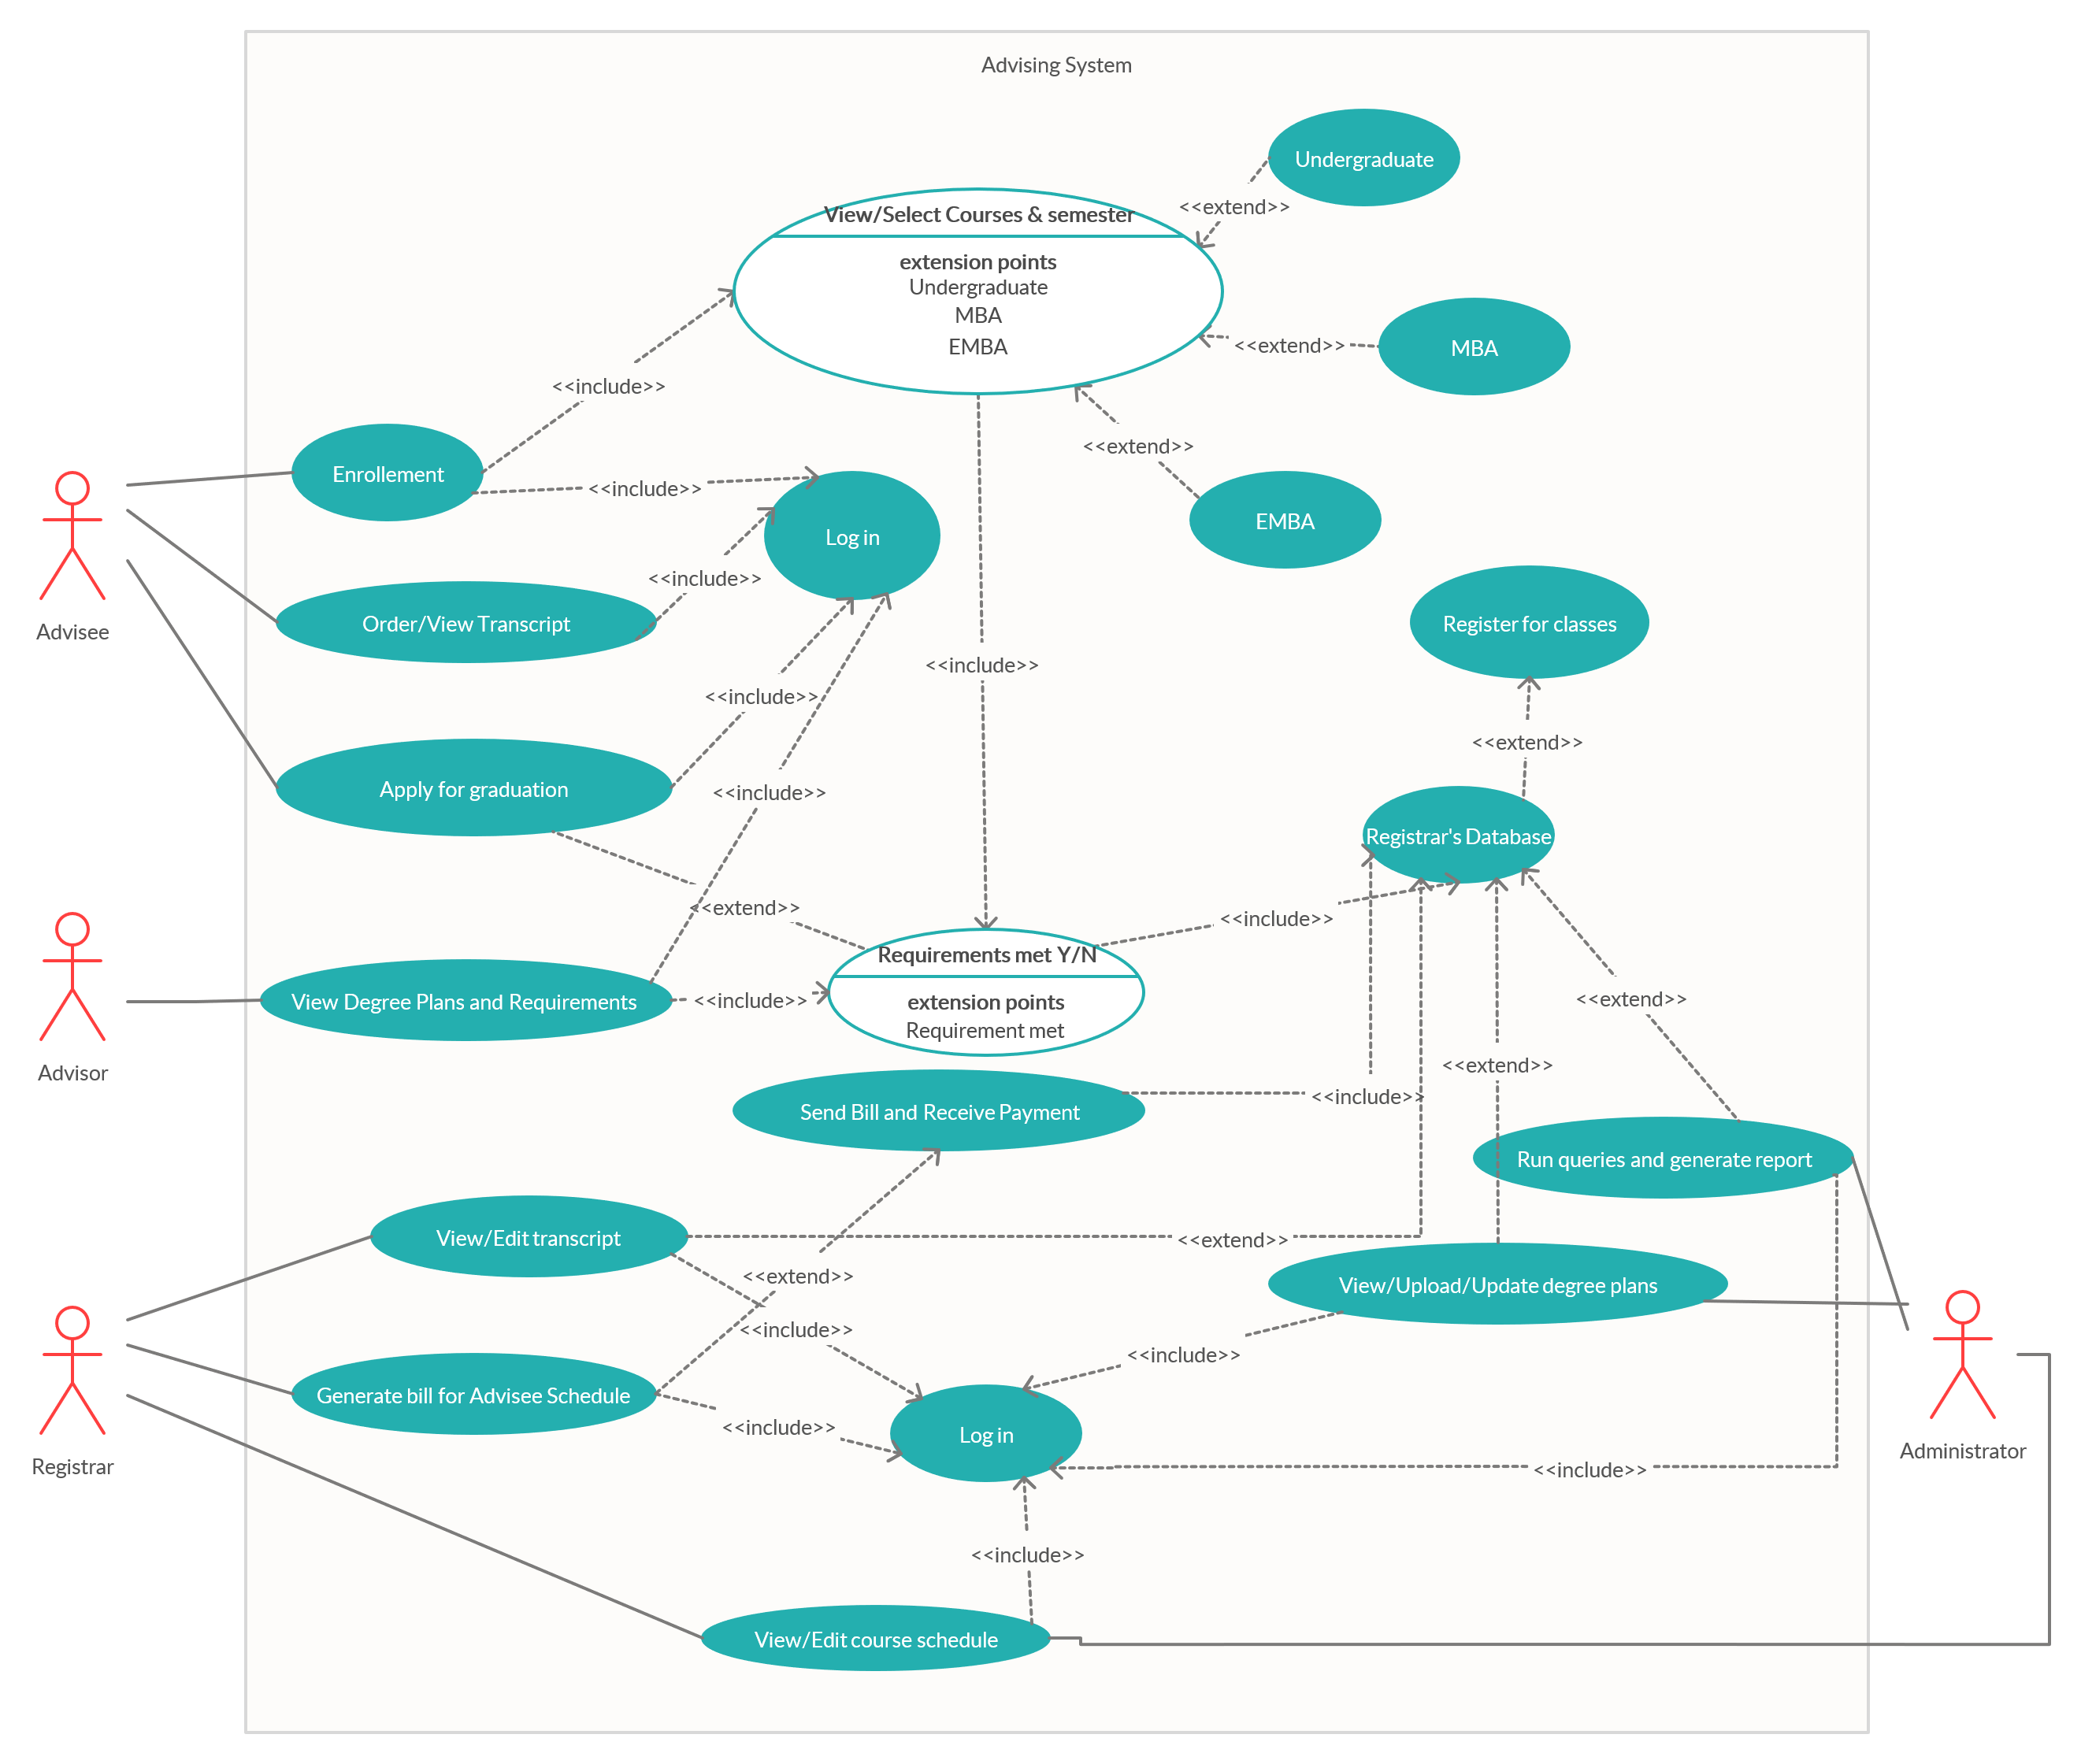 Advising System
Undergraduate
<<extend>>
View/Select Courses & semester
extension points
Undergraduate
MBA
EMBA
<<extend>>
MBA
<<include>>
<<extend>>
Enrollement
<<include>>
EMBA
Log in
Advisee
<<include>>
Order/View Transcript
Register for classes
<<include>>
<<include>>
<<extend>>
Apply for graduation
<<include>>
Registrar's Database
<<extend>>
<<include>>
Requirements met Y/N
extension points
Requirement met
View Degree Plans and Requirements
<<include>>
<<extend>>
Advisor
<<extend>>
Send Bill and Receive Payment
<<include>>
Run queries and generate report
View/Edit transcript
<<extend>>
<<extend>>
View/Upload/Update degree plans
<<include>>
<<include>>
Generate bill for Advisee Schedule
<<include>>
Log in
Administrator
Registrar
<<include>>
<<include>>
View/Edit course schedule